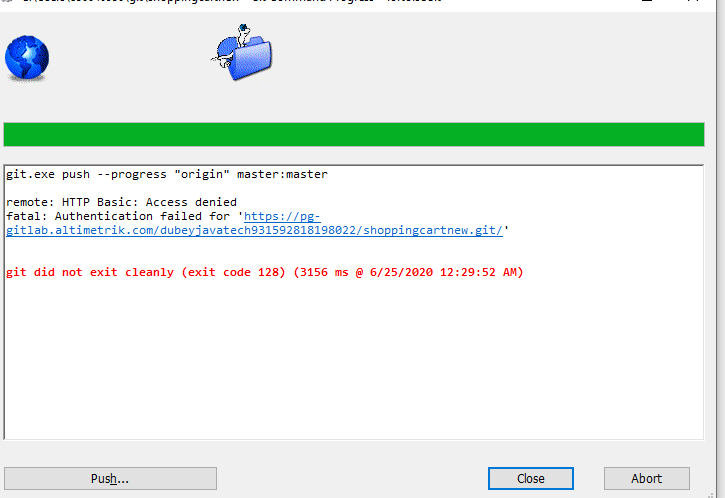 git.exe push --progress "origin" master:master
remote: HTTP Basic: Access denied
fatal: Authentication failed for 'https://pg-
gitlab.altimetrik.com/dubeyjavatech931592818198022/shoppingcartnew.git/'
git did not exit cleanly (exit code 128) (3156 ms @ 6/25/2020 12:29:52 AM)
Push... Close Abort